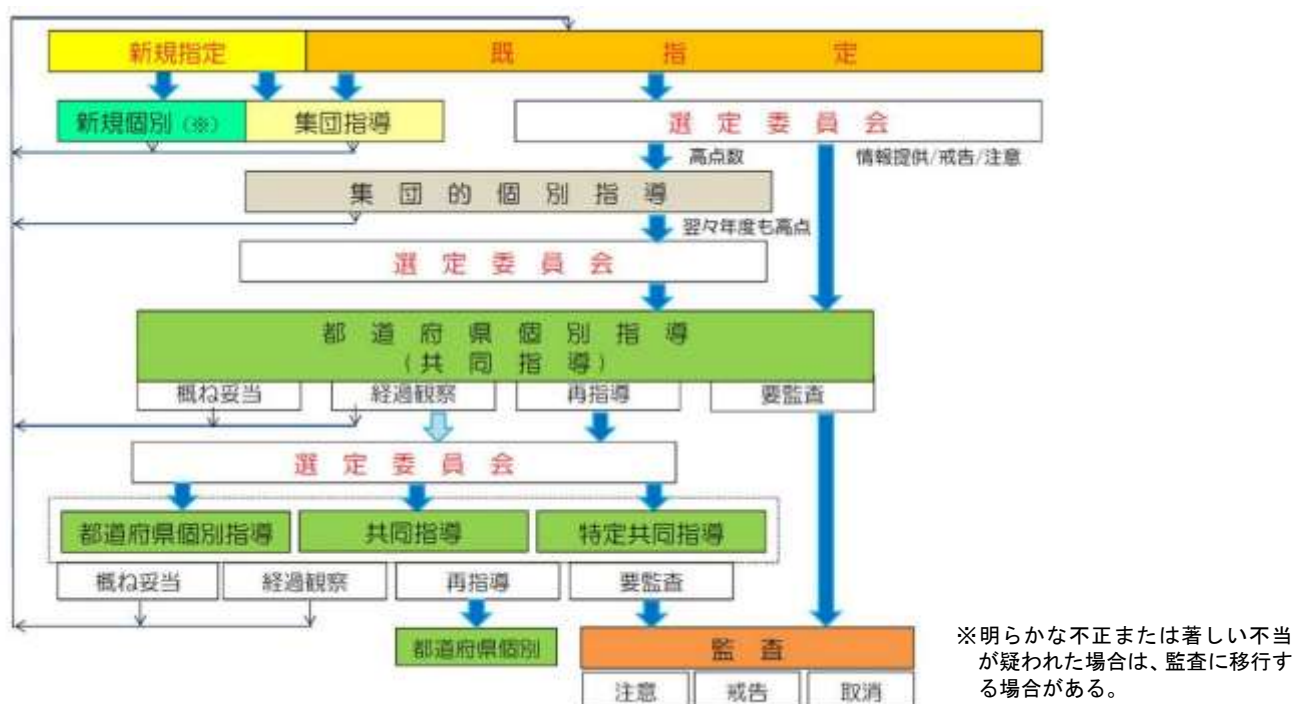 新規指定
既指定
新規個別(※)
集団指導
選定委員会
高点数
情報提供/戒告/注意
集団的個別指導
翌々年度も高点
選定委員会
都道府県個別指導
(共同指導)
概ね妥当
経過観察
再指導
要監査
選定委員会
都道府県個別指導
共同指導
特定共同指導
概ね妥当
経過観察
再指導
要監査
都道府県個別
監査
注意
戒告
取消
※明らかな不正または著しい不当
が疑われた場合は、監査に移行す
る場合がある。